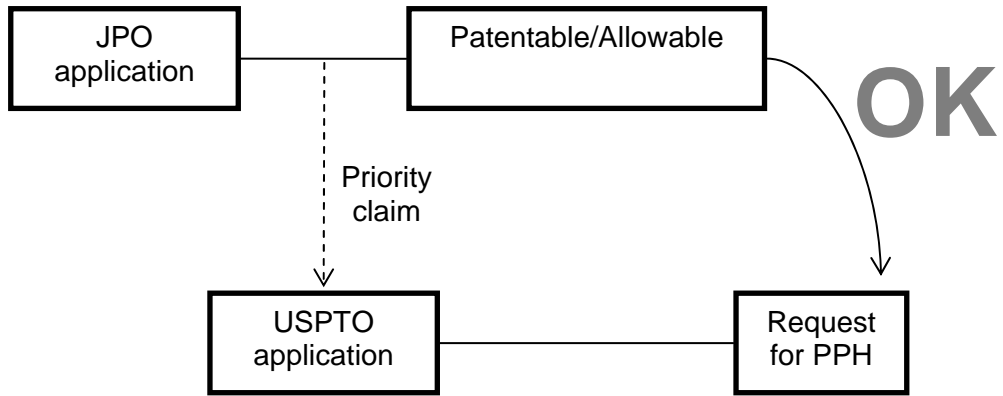 JPO
application
Patentable/Allowable
OK
Priority
claim
USPTO
application
Request
for PPH